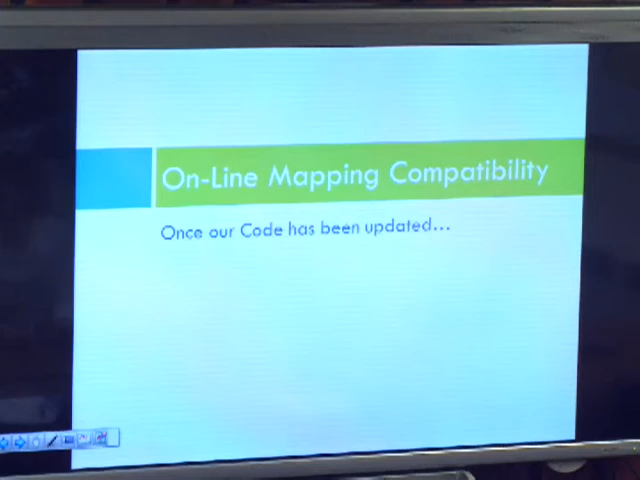 On-Line Mapping Compatibility
Once our Code has been updated...